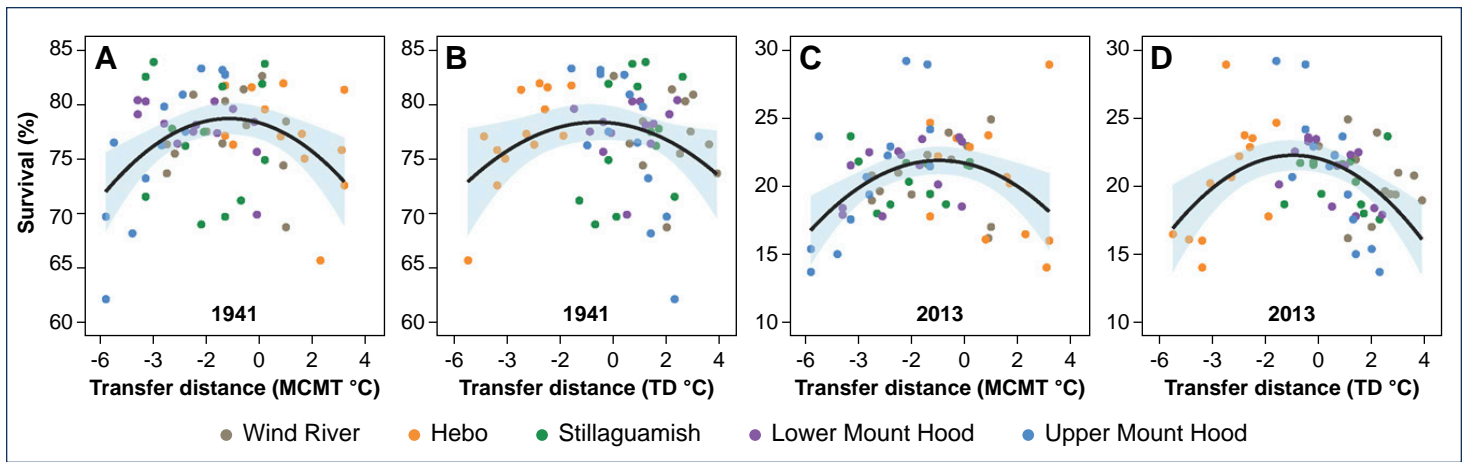 A
B
C
D
Survival (%)
85
80
75
70
65
60
85
80
75
70
65
60
30
25
20
15
10
30
25
20
15
10
1941
1941
2013
2013
-6 -3 -2 0 2 4
-6 -3 -2 0 2 4
-6 -3 -2 0 2 4
-6 -3 -2 0 2 4
Transfer distance (MCMT °C)
Transfer distance (TD °C)
Transfer distance (MCMT °C)
Transfer distance (TD °C)
Wind River Hebo Stillaguamish Lower Mount Hood Upper Mount Hood